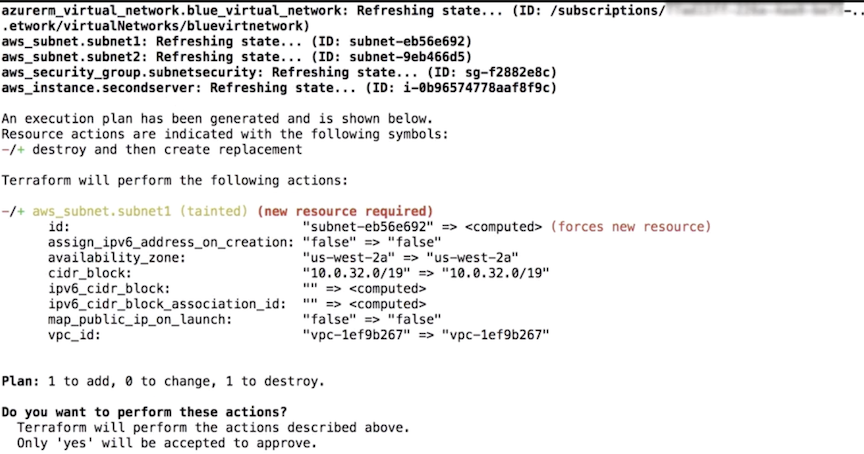 azurerm_virtual_network.blue_virtual_network: Refreshing state... (ID: /subscriptions/ -...
.etwork/virtualNetworks/bluevirtnetwork)
aws_subnet.subnet1: Refreshing state... (ID: subnet-eb56e692)
aws_subnet.subnet2: Refreshing state... (ID: subnet-9eb466d5)
aws_security_group.subnetsecurity: Refreshing state... (ID: sg-f2882e8c)
aws_instance.secondserver: Refreshing state... (ID: i-0b96574778aaf8f9c)
An execution plan has been generated and is shown below.
Resource actions are indicated with the following symbols:
-/+ destroy and then create replacement
Terraform will perform the following actions:
-/+ aws_subnet.subnet1 (tainted) (new resource required)
id: "subnet-eb56e692" => <computed> (forces new resource)
assign_ipv6_address_on_creation: "false" => "false"
availability_zone: "us-west-2a" => "us-west-2a"
cidr_block: "10.0.32.0/19" => "10.0.32.0/19"
ipv6_cidr_block: "" => <computed>
ipv6_cidr_block_association_id: "" => <computed>
map_public_ip_on_launch: "false" => "false"
vpc_id: "vpc-1ef9b267" => "vpc-1ef9b267"
Plan: 1 to add, 0 to change, 1 to destroy.
Do you want to perform these actions?
Terraform will perform the actions described above.
Only 'yes' will be accepted to approve.